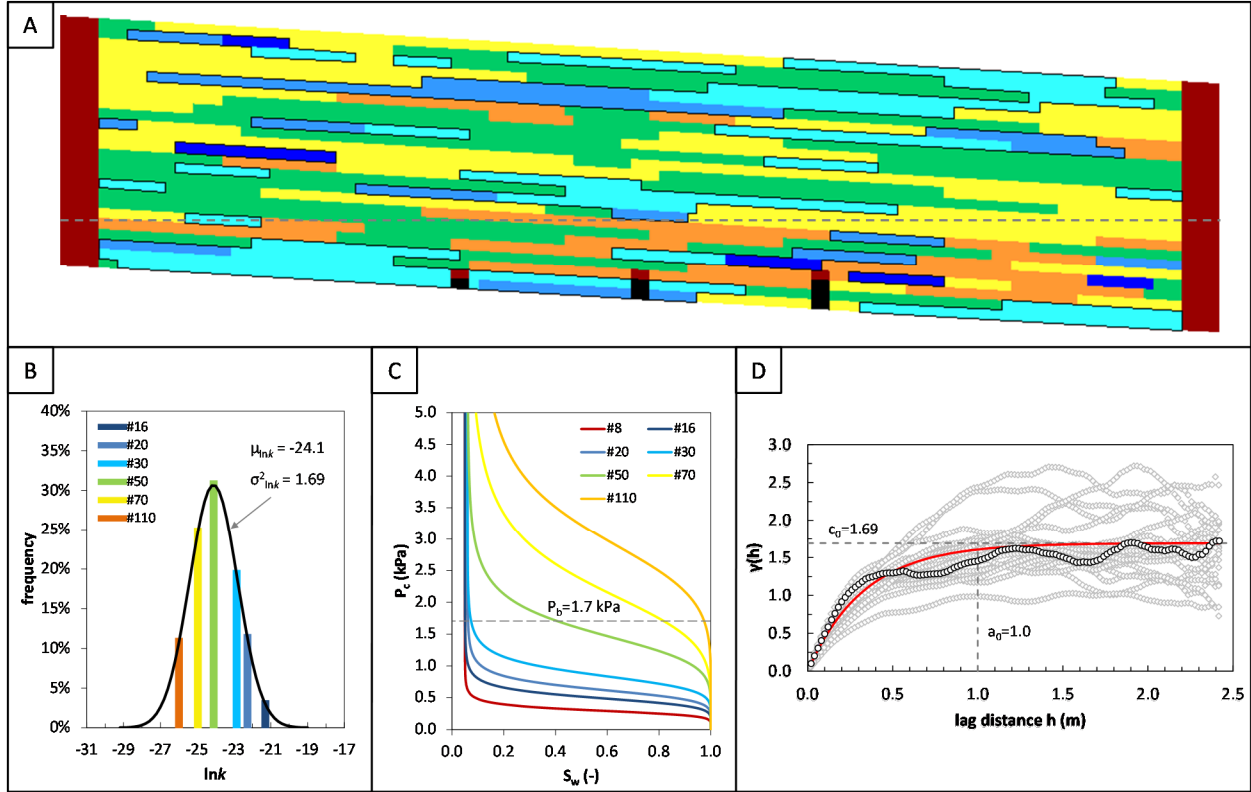 A
B
40%
35%
30%
25%
20%
15%
10%
5%
0%
frequency
#16
#20
#30
#50
#70
#110
μlnk = -24.1
σ²lnk = 1.69
-31 -29 -27 -25 -23 -21 -19 -17
lnk
C
5.0
4.5
4.0
3.5
3.0
2.5
2.0
1.5
1.0
0.5
0.0
Pc (kPa)
#8 #16
#20 #30
#50 #70
#110
Pb=1.7 kPa
0.0 0.2 0.4 0.6 0.8 1.0
Sw (-)
D
3.0
2.5
2.0
1.5
1.0
0.5
0.0
γ(h)
c0=1.69
a0=1.0
0.0 0.5 1.0 1.5 2.0 2.5
lag distance h (m)